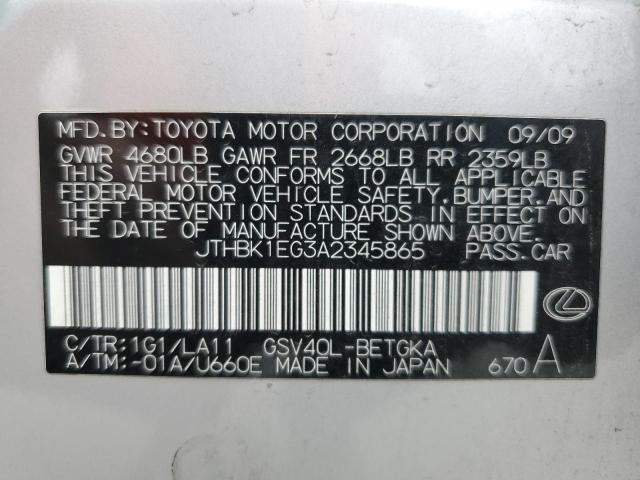 MFD. BY: TOYOTA MOTOR CORPORATION 09/09
GVWR 4680LB GAWR FR 2668LB RR 2359LB
THIS VEHICLE CONFORMS TO ALL APPLICABLE
FEDERAL MOTOR VEHICLE SAFETY, BUMPER, AND
THEFT PREVENTION STANDARDS IN EFFECT ON
THE DATE OF MANUFACTURE SHOWN ABOVE.
JTHBK1EG3A2345865 PASS. CAR
C/TR: 1G1/LA11 GSV40L-BETGKA
A/TM: -01A/U660E MADE IN JAPAN 670 A